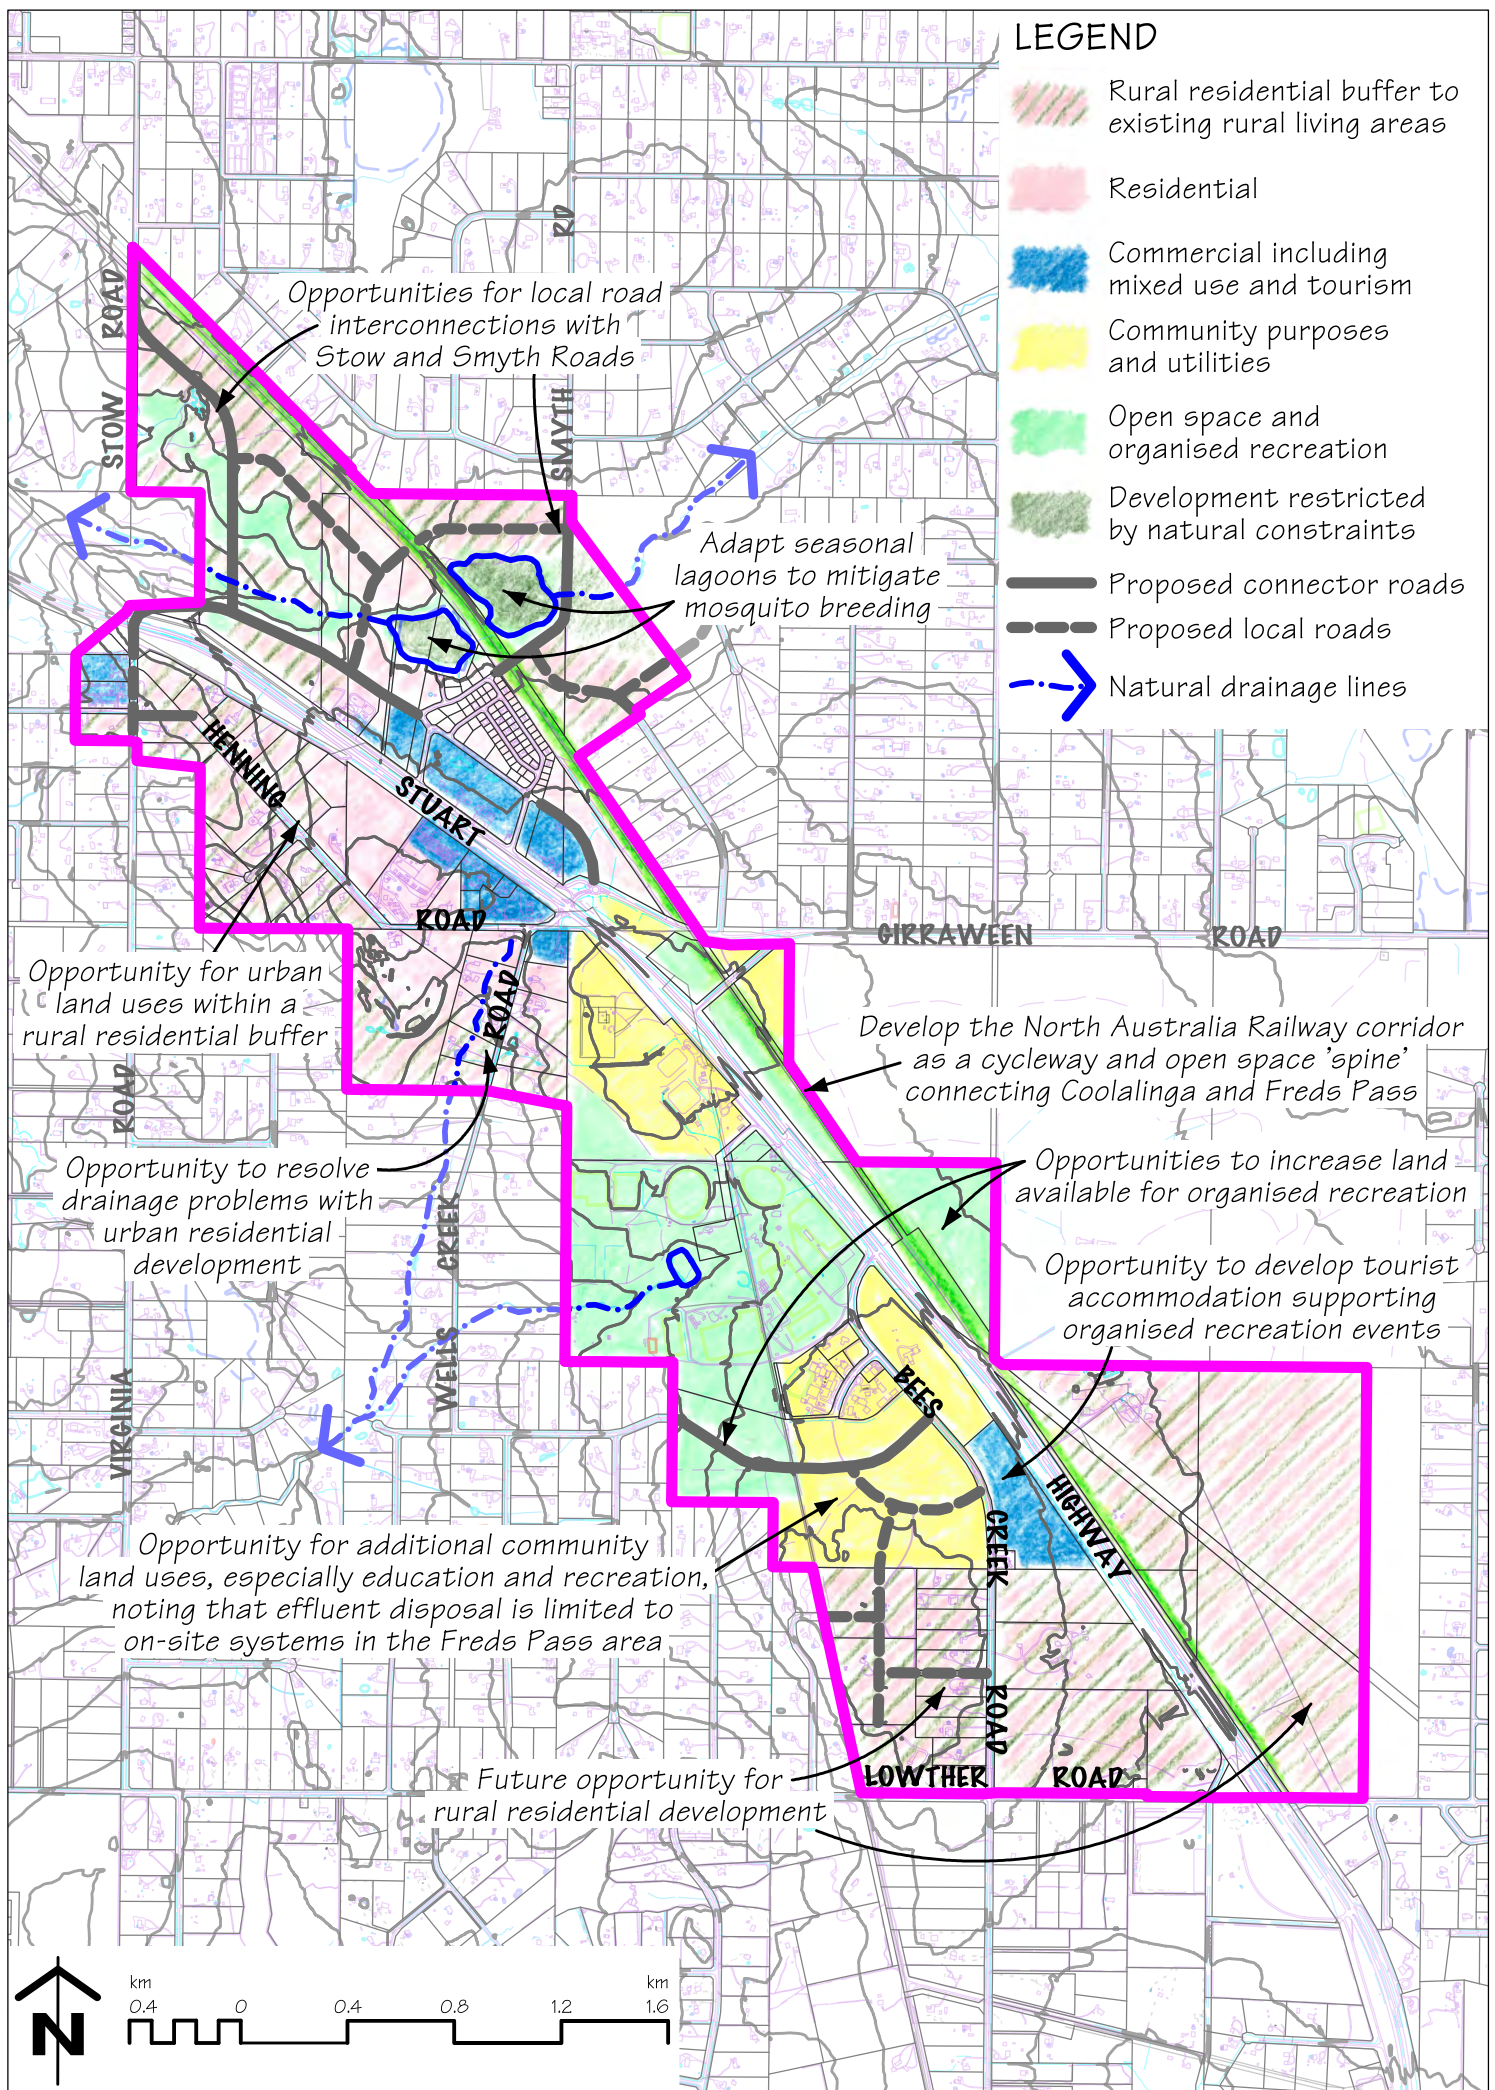 LEGEND
Rural residential buffer to
existing rural living areas
Residential
Commercial including
mixed use and tourism
Community purposes
and utilities
Open space and
organised recreation
Development restricted
by natural constraints
Proposed connector roads
Proposed local roads
Natural drainage lines
RD
SMYTH
ROAD
STOW
Opportunities for local road
interconnections with
Stow and Smyth Roads
Adapt seasonal
lagoons to mitigate
mosquito breeding
HENNING
ROAD
STUART
GIRRAWEEN
ROAD
Opportunity for urban
land uses within a
rural residential buffer
ROAD
Develop the North Australia Railway corridor
as a cycleway and open space 'spine'
connecting Coolalinga and Freds Pass
ROAD
VIRGINIA
Opportunity to resolve
drainage problems with
urban residential
development
CREEK
WELLS
Opportunities to increase land
available for organised recreation
Opportunity to develop tourist
accommodation supporting
organised recreation events
BEES
CREEK
ROAD
HIGHWAY
Opportunity for additional community
land uses, especially education and recreation,
noting that effluent disposal is limited to
on-site systems in the Freds Pass area
Future opportunity for
rural residential development
LOWTHER
ROAD
N
km
km
0.4
0
0.4
0.8
1.2
1.6